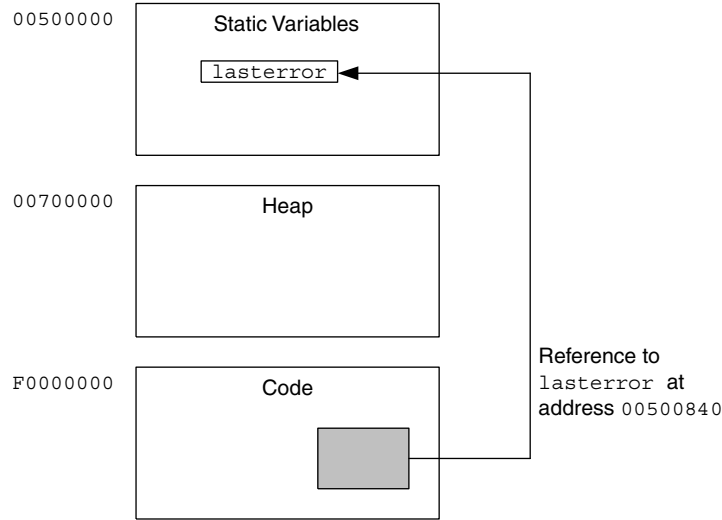 00500000
Static Variables
lasterror
00700000
Heap
F0000000
Code
Reference to
lasterror at
address 00500840